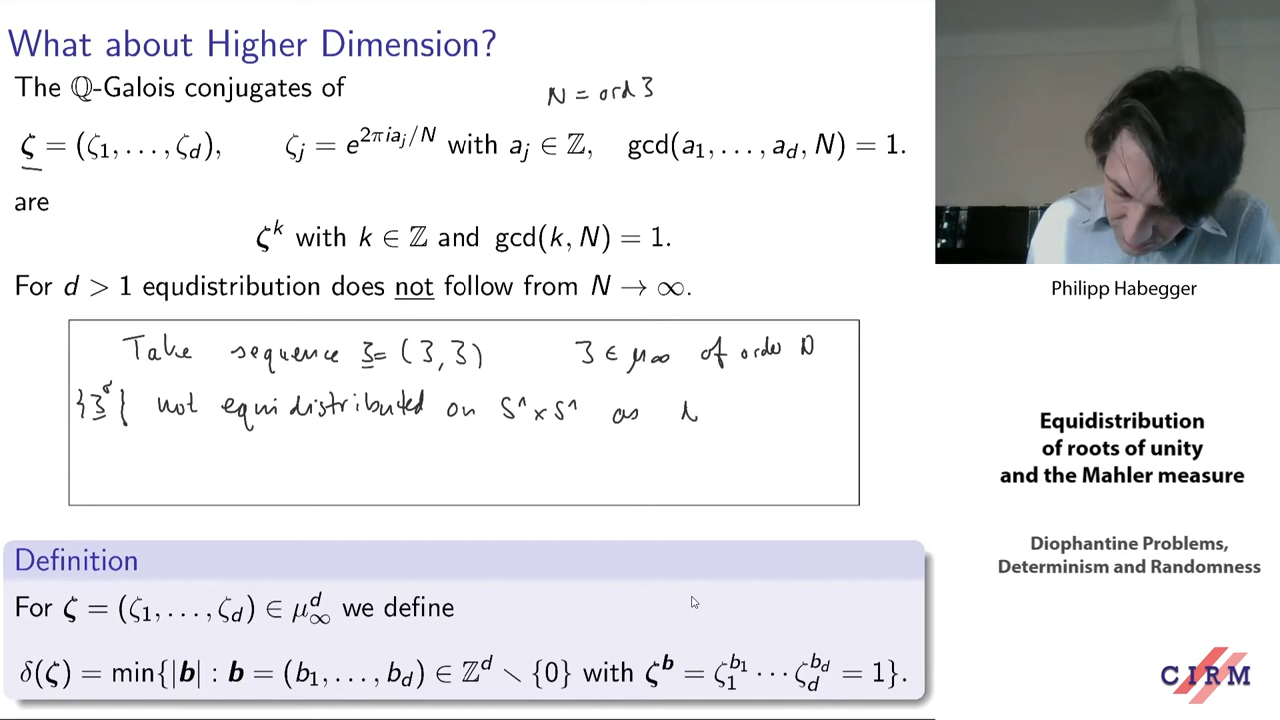 What about Higher Dimension?
The ℚ-Galois conjugates of
N = ord ζ
ζ = (ζ₁, . . . , ζ_d), ζ_j = e^{2πia_j/N} with a_j ∈ ℤ, gcd(a₁, . . . , a_d, N) = 1.
are
ζ^k with k ∈ ℤ and gcd(k, N) = 1.
For d > 1 equdistribution does not follow from N → ∞.
Take sequence ζ = (ζ, ζ) ζ ∈ μ_∞ of order N
{ζ^σ} not equidistributed on S¹ × S¹ as
Definition
For ζ = (ζ₁, . . . , ζ_d) ∈ μ_∞^d we define
δ(ζ) = min{|b| : b = (b₁, . . . , b_d) ∈ ℤ^d ∖ {0} with ζ^b = ζ₁^{b₁} · · · ζ_d^{b_d} = 1}.
Philipp Habegger
Equidistribution
of roots of unity
and the Mahler measure
Diophantine Problems,
Determinism and Randomness
CIRM